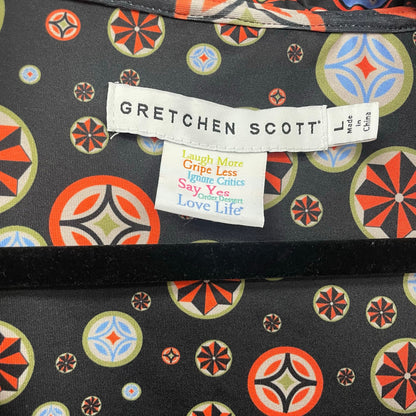 GRETCHEN SCOTT
L
Made
in
China
Laugh More
Gripe Less
Ignore Critics
Say Yes
Order Dessert
Love Life